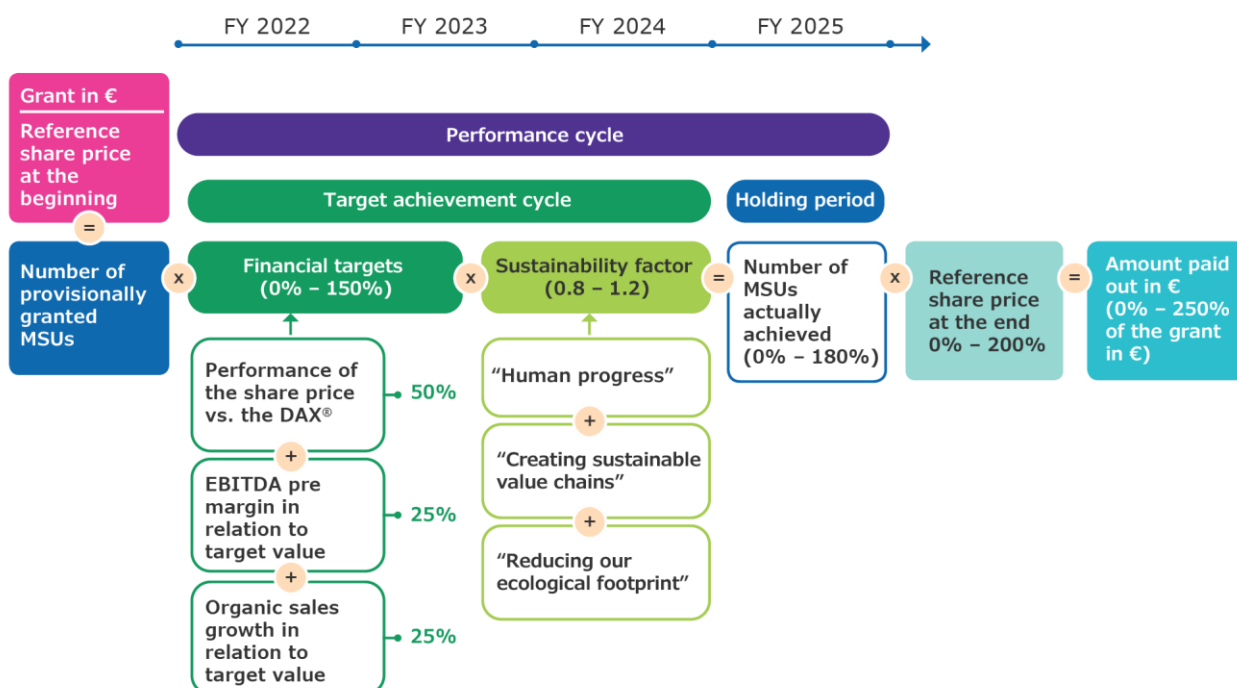 FY 2022
FY 2023
FY 2024
FY 2025
Grant in €
Reference
share price
at the
beginning
Performance cycle
Target achievement cycle
Holding period
=
Number of
provisionally
granted
MSUs
x
Financial targets
(0% – 150%)
x
Sustainability factor
(0.8 – 1.2)
=
Number of
MSUs
actually
achieved
(0% – 180%)
x
Reference
share price
at the end
0% – 200%
=
Amount paid
out in €
(0% – 250%
of the grant
in €)
Performance of
the share price
vs. the DAX®
50%
+
EBITDA pre
margin in
relation to
target value
25%
+
Organic sales
growth in
relation to
target value
25%
“Human progress”
+
“Creating sustainable
value chains”
+
“Reducing our
ecological footprint”